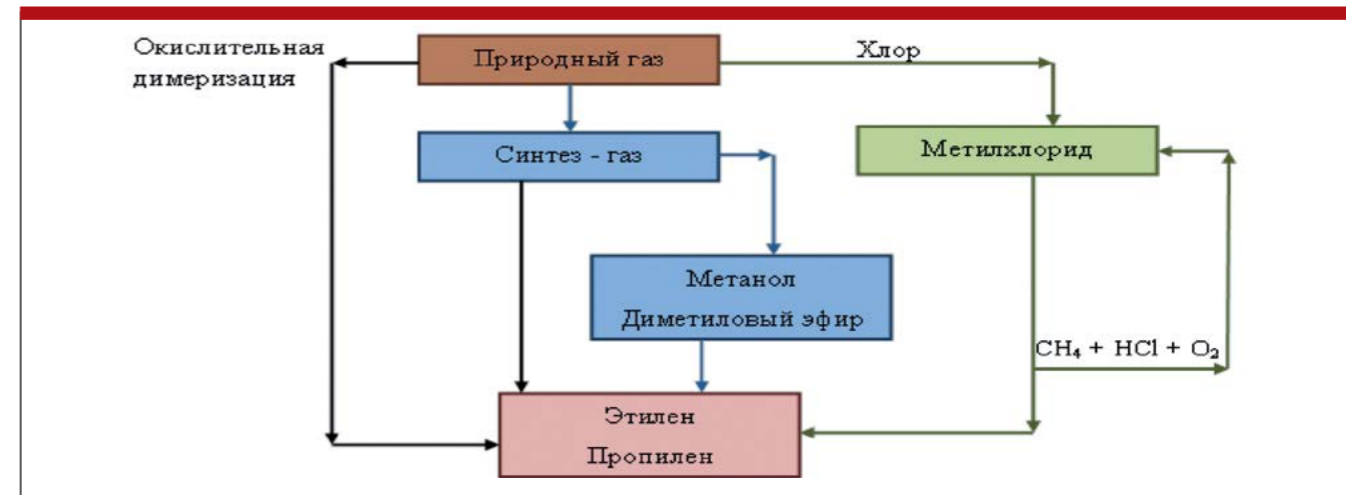 Окислительная
димеризация
Природный газ
Хлор
Синтез - газ
Метилхлорид
Метанол
Диметиловый эфир
CH₄ + HCl + O₂
Этилен
Пропилен